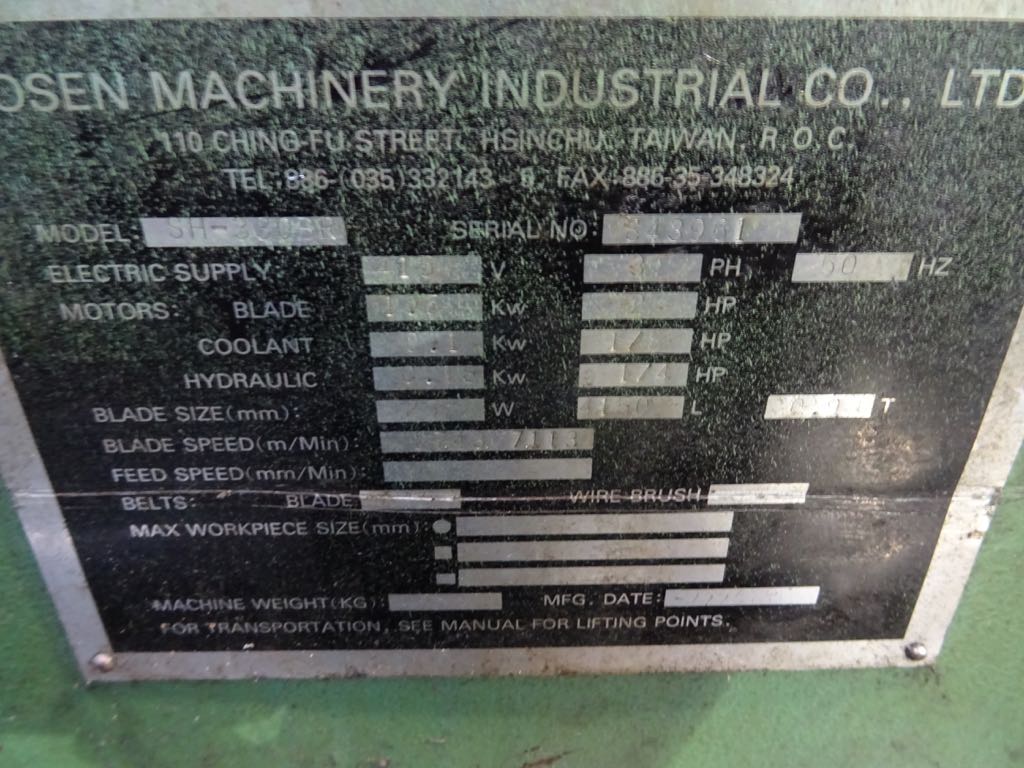 OSEN MACHINERY INDUSTRIAL CO., LTD
110 CHING-FU STREET, HSINCHU, TAIWAN, R.O.C.
TEL:886-(035)332143 FAX:886-35-348324
MODEL: SERIAL NO:
ELECTRIC SUPPLY: V PH 50 HZ
MOTORS: BLADE Kw HP
COOLANT Kw HP
HYDRAULIC Kw 1/4 HP
BLADE SIZE(mm): W L T
BLADE SPEED(m/Min):
FEED SPEED(mm/Min):
BELTS: BLADE WIRE BRUSH
MAX WORKPIECE SIZE(mm):
MACHINE WEIGHT(KG): MFG. DATE:
FOR TRANSPORTATION, SEE MANUAL FOR LIFTING POINTS.